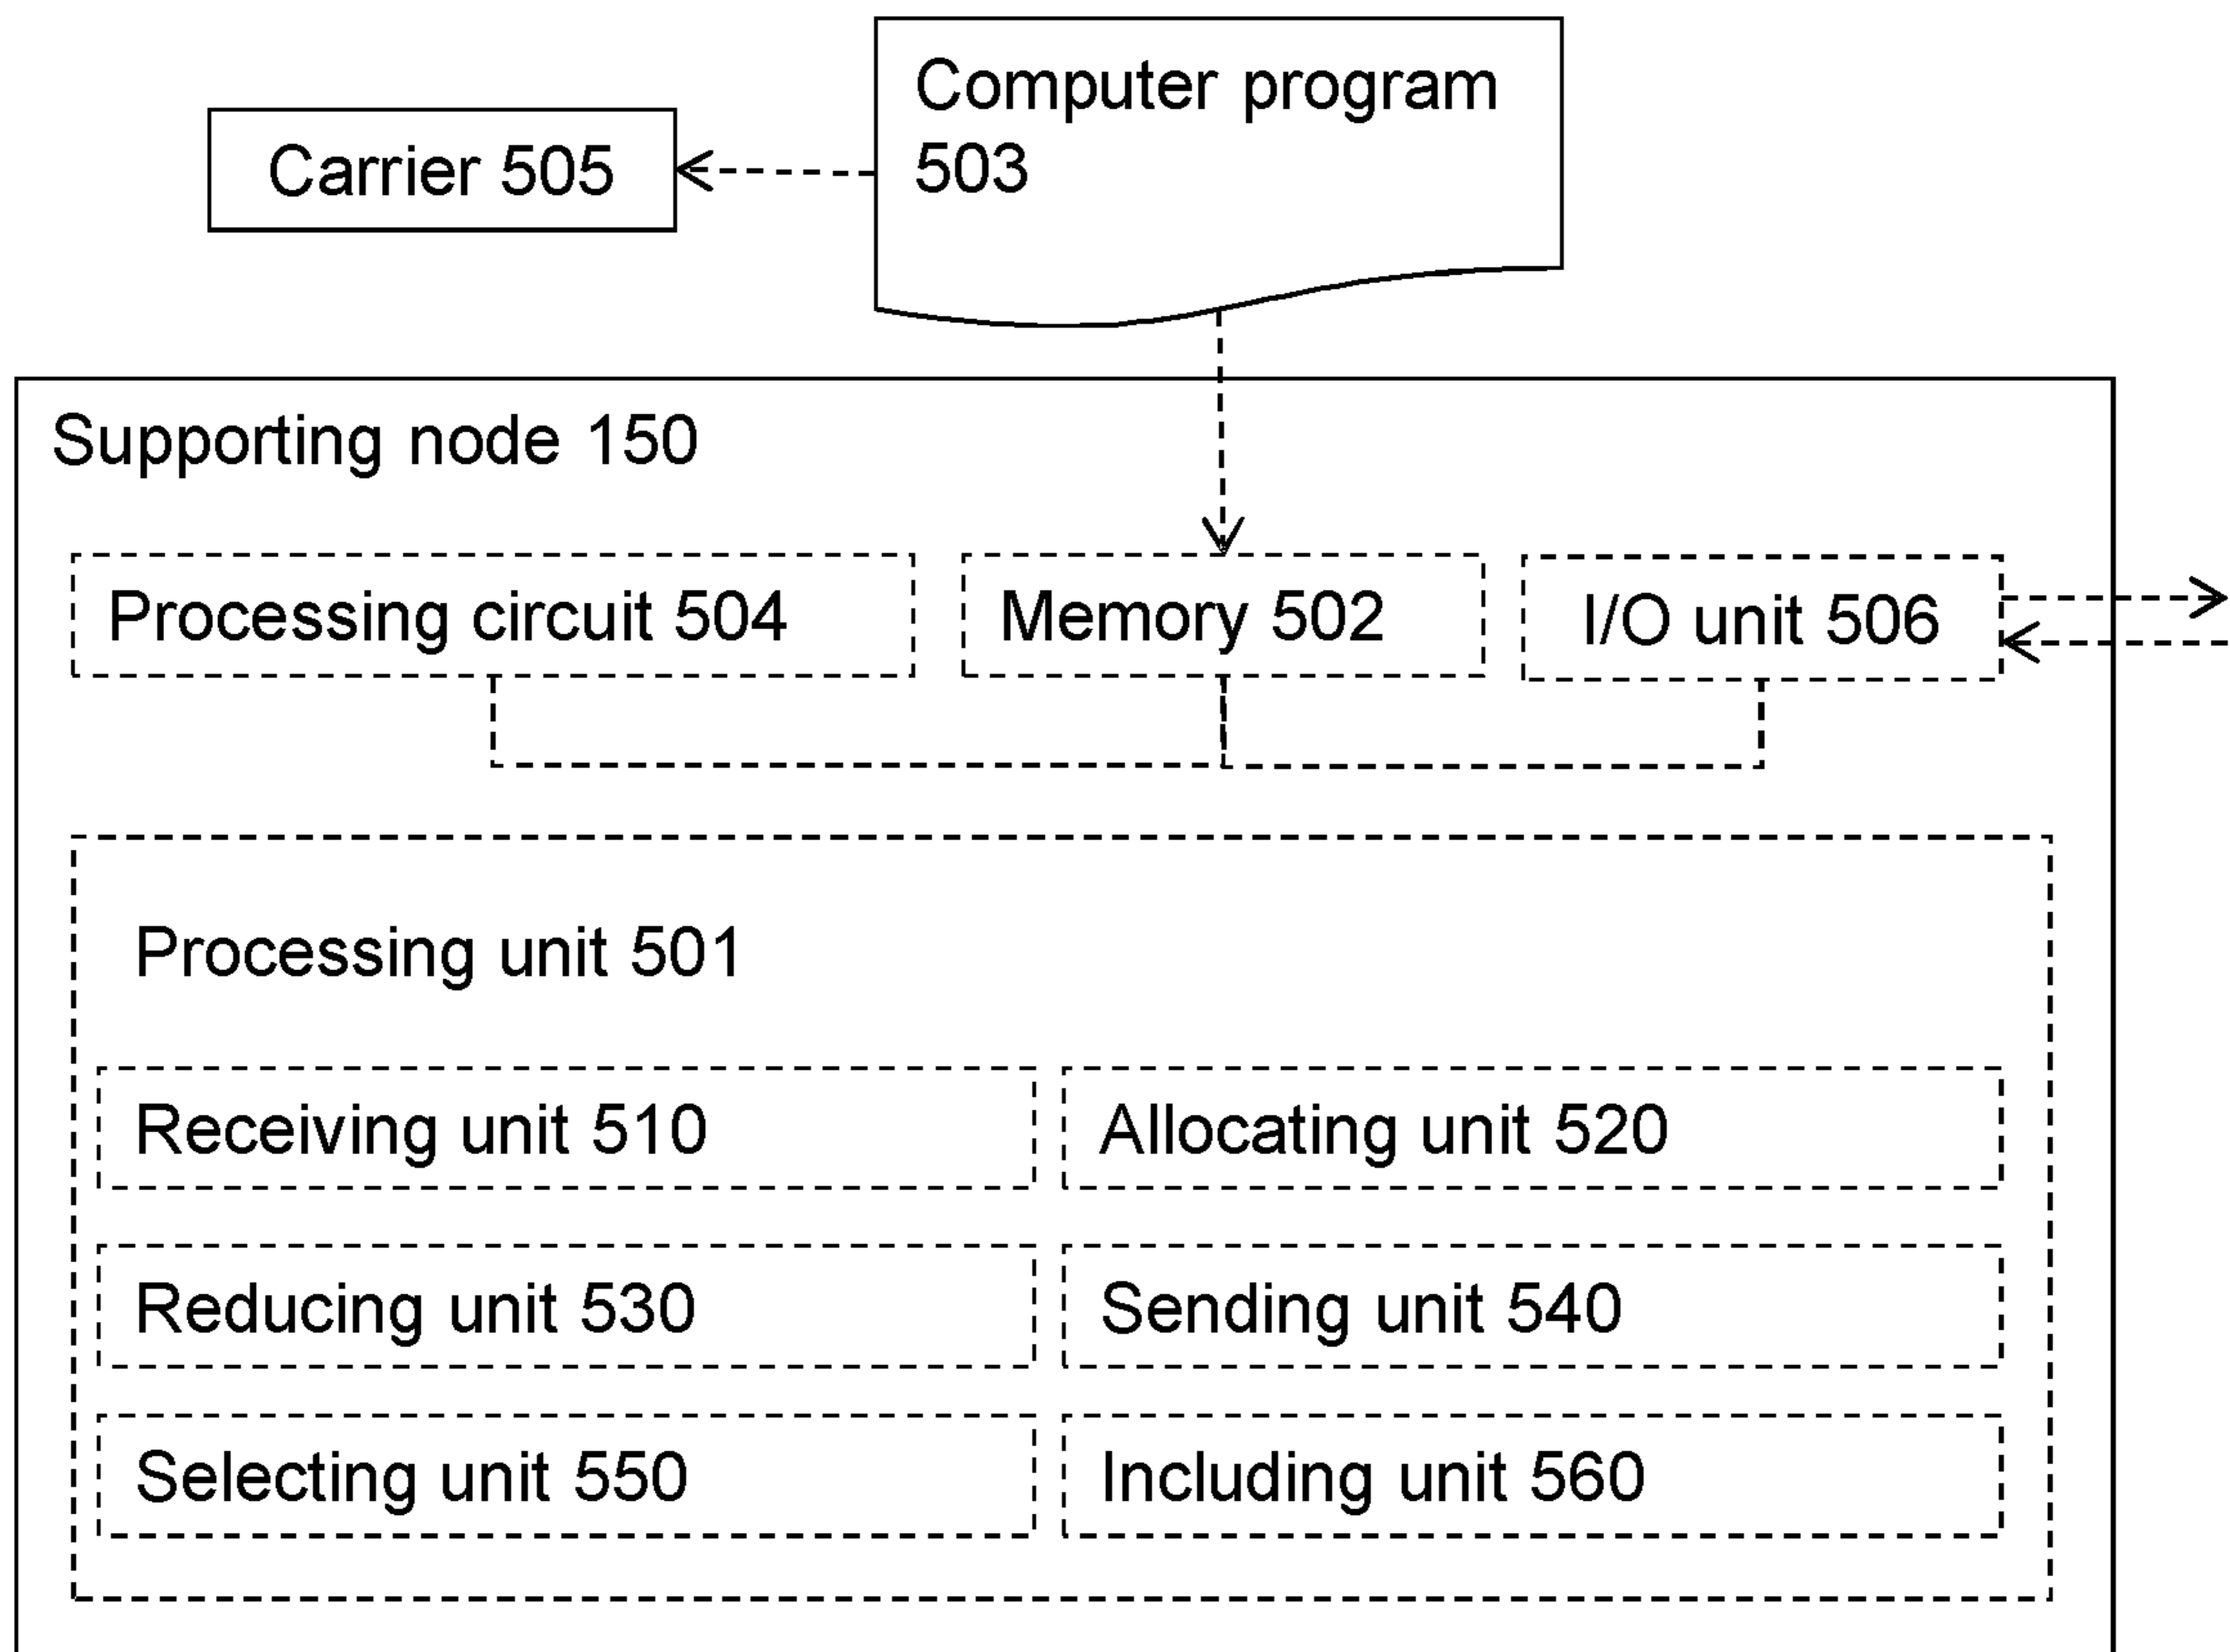 Computer program
503
Carrier 505
Supporting node 150
Processing circuit 504
Memory 502
I/O unit 506
Processing unit 501
Receiving unit 510
Allocating unit 520
Reducing unit 530
Sending unit 540
Selecting unit 550
Including unit 560